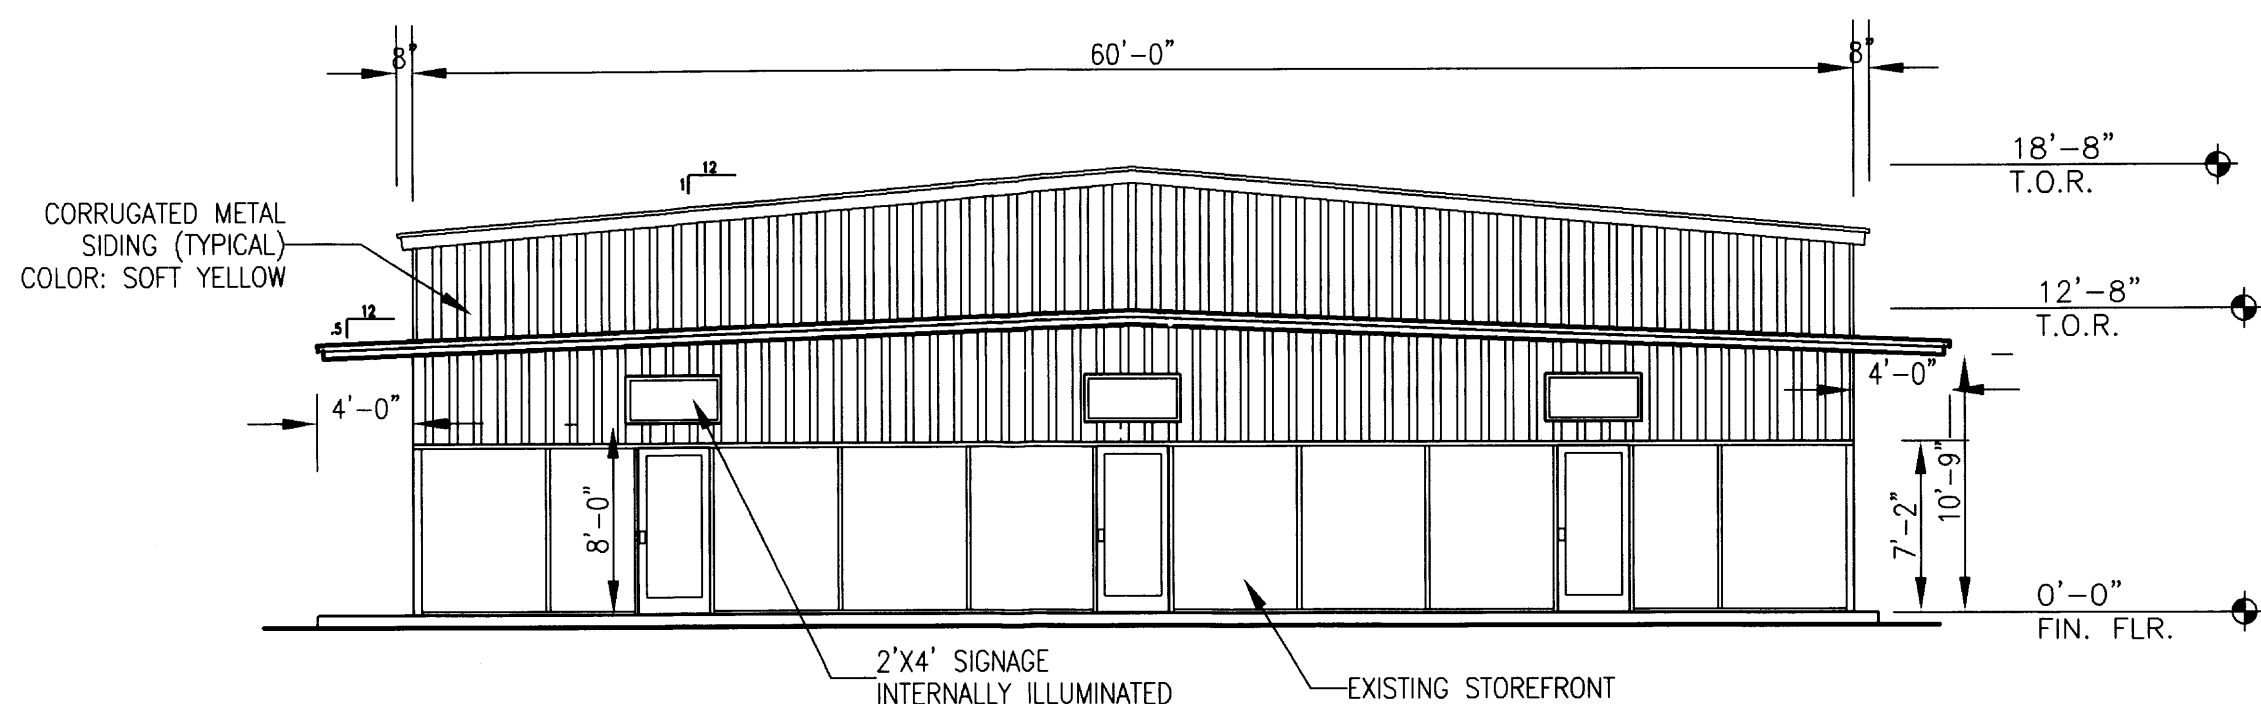 8"
60'-0"
8"
18'-8"
T.O.R.
12
1
CORRUGATED METAL
SIDING (TYPICAL)
COLOR: SOFT YELLOW
12'-8"
T.O.R.
12
.5
4'-0"
4'-0"
8'-0"
7'-2"
10'-9"
0'-0"
FIN. FLR.
2'X4' SIGNAGE
INTERNALLY ILLUMINATED
EXISTING STOREFRONT